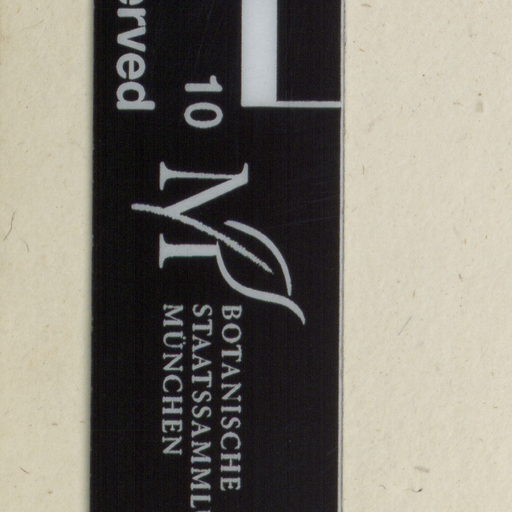 erved
10
BOTANISCHE
STAATSSAMML
MÜNCHEN